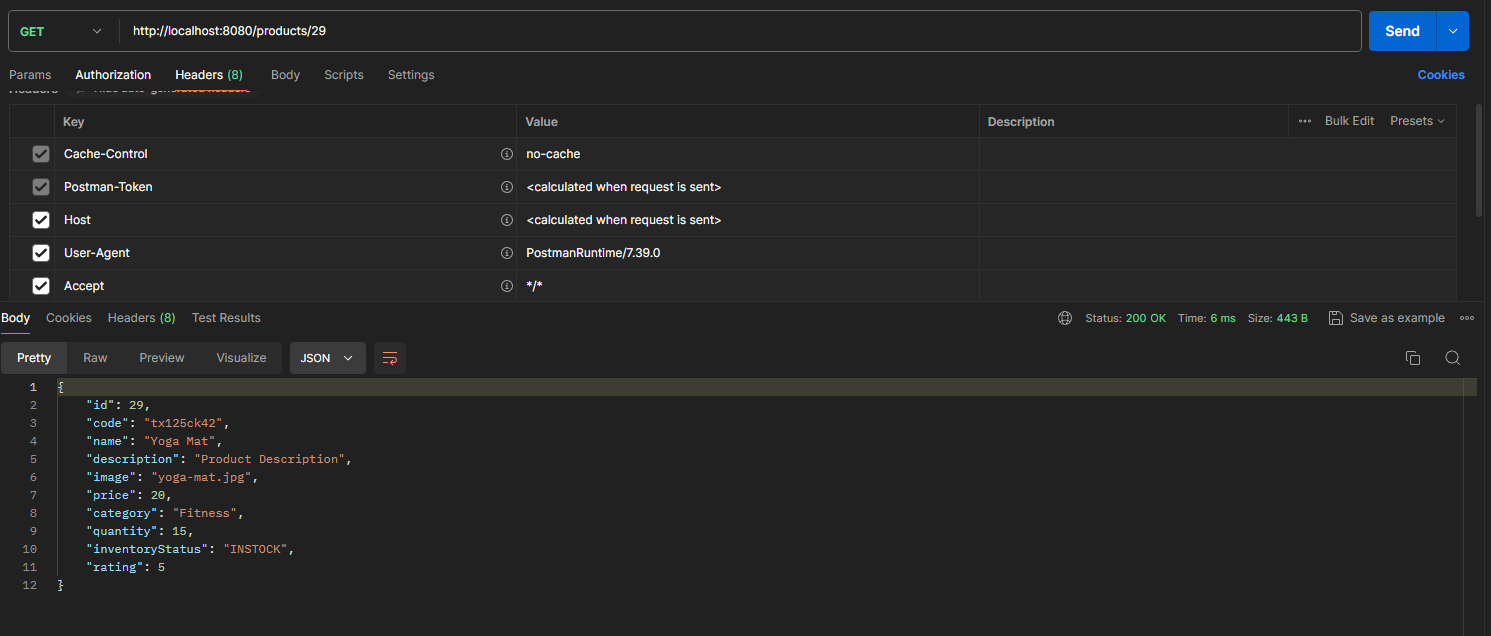 GET http://localhost:8080/products/29 Send
Params Authorization Headers (8) Body Scripts Settings Cookies
Key Value Description ••• Bulk Edit Presets
Cache-Control no-cache
Postman-Token <calculated when request is sent>
Host <calculated when request is sent>
User-Agent PostmanRuntime/7.39.0
Accept */*
Body Cookies Headers (8) Test Results Status: 200 OK Time: 6 ms Size: 443 B Save as example
Pretty Raw Preview Visualize JSON
1 {
2 "id": 29,
3 "code": "tx125ck42",
4 "name": "Yoga Mat",
5 "description": "Product Description",
6 "image": "yoga-mat.jpg",
7 "price": 20,
8 "category": "Fitness",
9 "quantity": 15,
10 "inventoryStatus": "INSTOCK",
11 "rating": 5
12 }